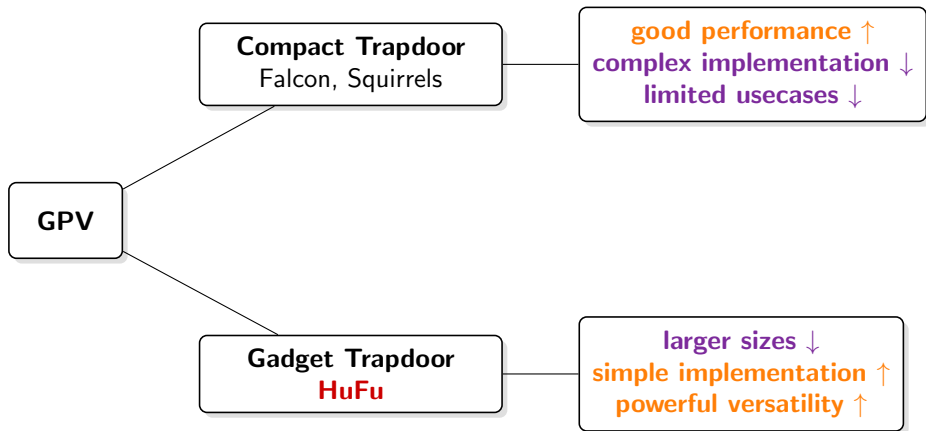 Compact Trapdoor
Falcon, Squirrels
good performance ↑
complex implementation ↓
limited usecases ↓
GPV
Gadget Trapdoor
HuFu
larger sizes ↓
simple implementation ↑
powerful versatility ↑